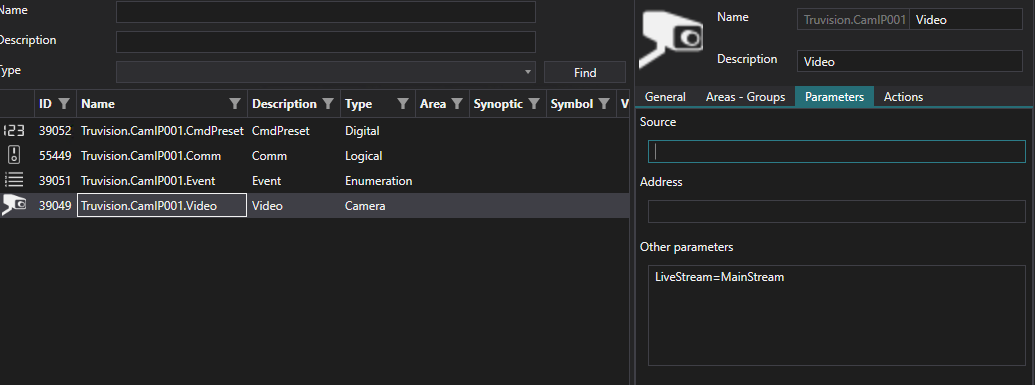 Name
Description
Type
Find
ID Name Description Type Area Synoptic Symbol V
39052 Truvision.CamIP001.CmdPreset CmdPreset Digital
55449 Truvision.CamIP001.Comm Comm Logical
39051 Truvision.CamIP001.Event Event Enumeration
39049 Truvision.CamIP001.Video Video Camera
Name Truvision.CamIP001 Video
Description Video
General Areas - Groups Parameters Actions
Source
Address
Other parameters
LiveStream=MainStream